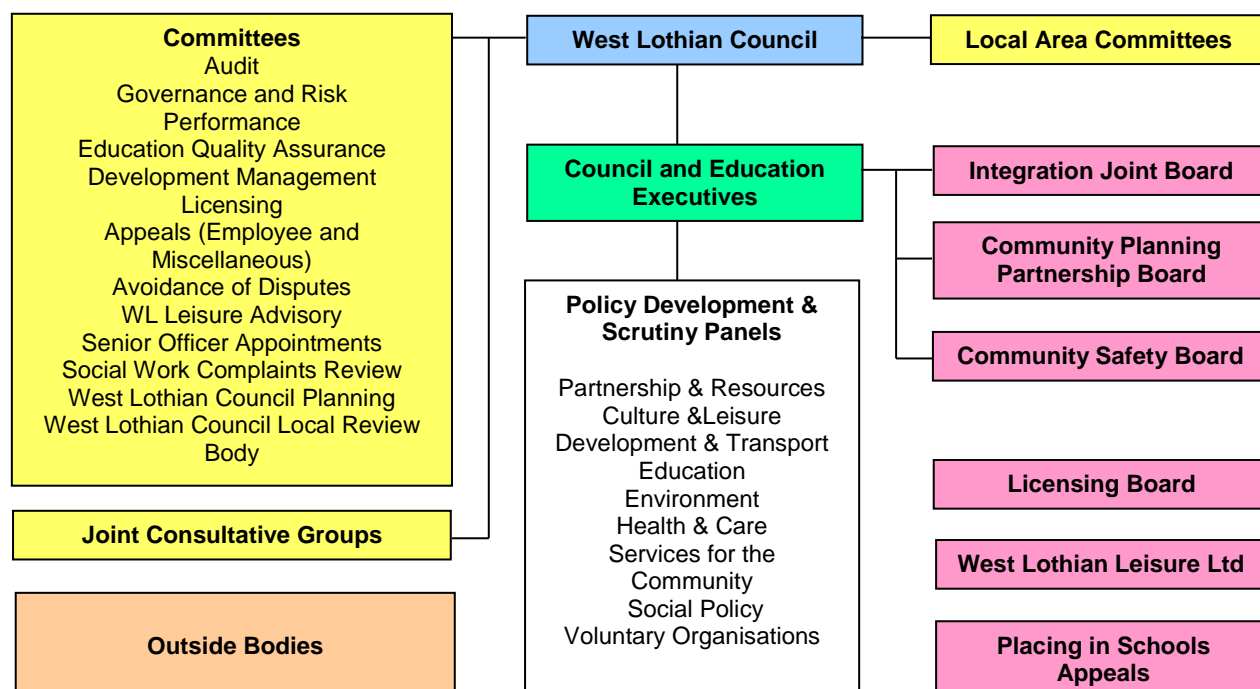 Committees
Audit
Governance and Risk
Performance
Education Quality Assurance
Development Management
Licensing
Appeals (Employee and
Miscellaneous)
Avoidance of Disputes
WL Leisure Advisory
Senior Officer Appointments
Social Work Complaints Review
West Lothian Council Planning
West Lothian Council Local Review
Body
Joint Consultative Groups
Outside Bodies
West Lothian Council
Council and Education
Executives
Policy Development &
Scrutiny Panels
Partnership & Resources
Culture &Leisure
Development & Transport
Education
Environment
Health & Care
Services for the
Community
Social Policy
Voluntary Organisations
Local Area Committees
Integration Joint Board
Community Planning
Partnership Board
Community Safety Board
Licensing Board
West Lothian Leisure Ltd
Placing in Schools
Appeals